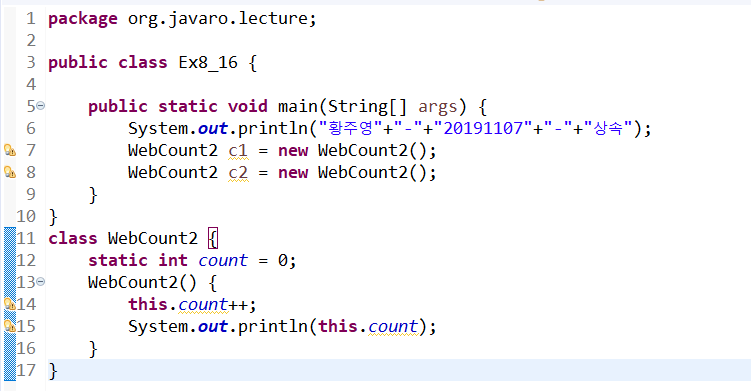 1 package org.javaro.lecture;
2
3 public class Ex8_16 {
4
5     public static void main(String[] args) {
6         System.out.println("황주영"+"-"+"20191107"+"-"+"상속");
7         WebCount2 c1 = new WebCount2();
8         WebCount2 c2 = new WebCount2();
9     }
10 }
11 class WebCount2 {
12     static int count = 0;
13     WebCount2() {
14         this.count++;
15         System.out.println(this.count);
16     }
17 }